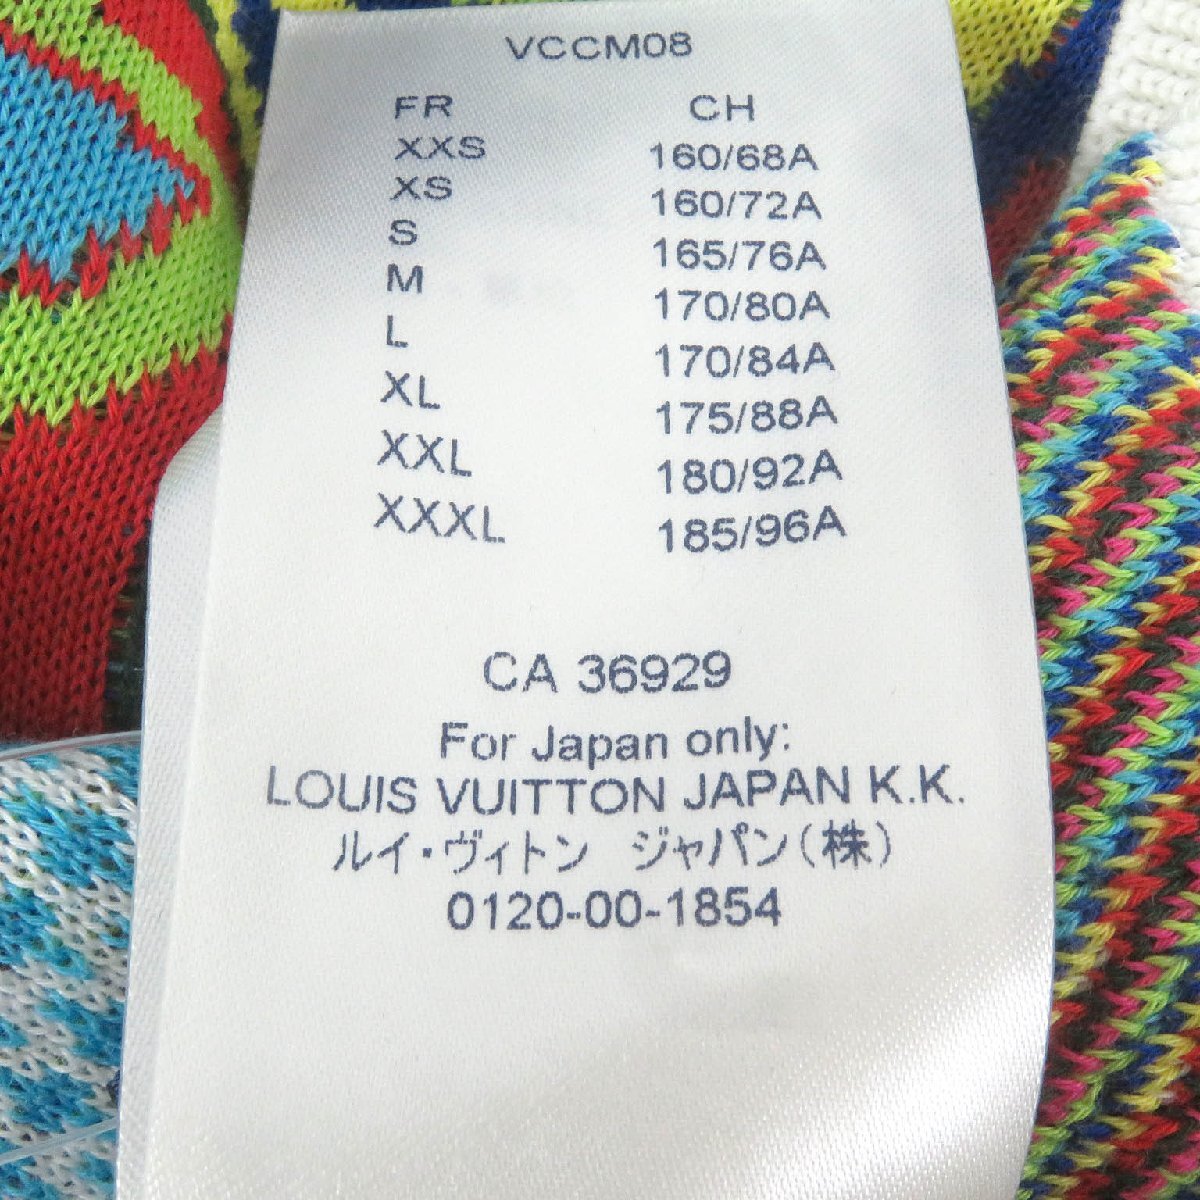 VCCM08
FR CH
XXS 160/68A
XS 160/72A
S 165/76A
M 170/80A
L 170/84A
XL 175/88A
XXL 180/92A
XXXL 185/96A
CA 36929
For Japan only:
LOUIS VUITTON JAPAN K.K.
ルイ・ヴィトン ジャパン(株)
0120-00-1854